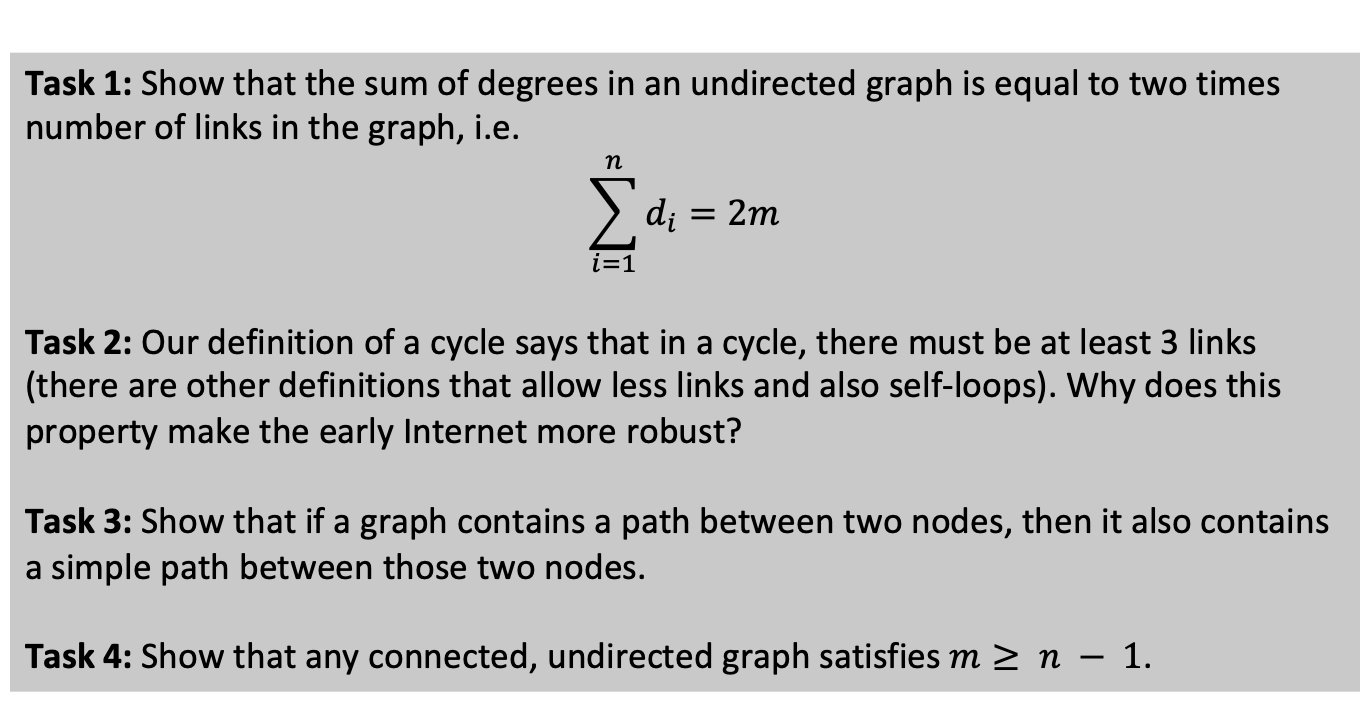 Task 1: Show that the sum of degrees in an undirected graph is equal to two times
number of links in the graph, i.e.
n
∑ dᵢ = 2m
i=1
Task 2: Our definition of a cycle says that in a cycle, there must be at least 3 links
(there are other definitions that allow less links and also self-loops). Why does this
property make the early Internet more robust?
Task 3: Show that if a graph contains a path between two nodes, then it also contains
a simple path between those two nodes.
Task 4: Show that any connected, undirected graph satisfies m ≥ n − 1.